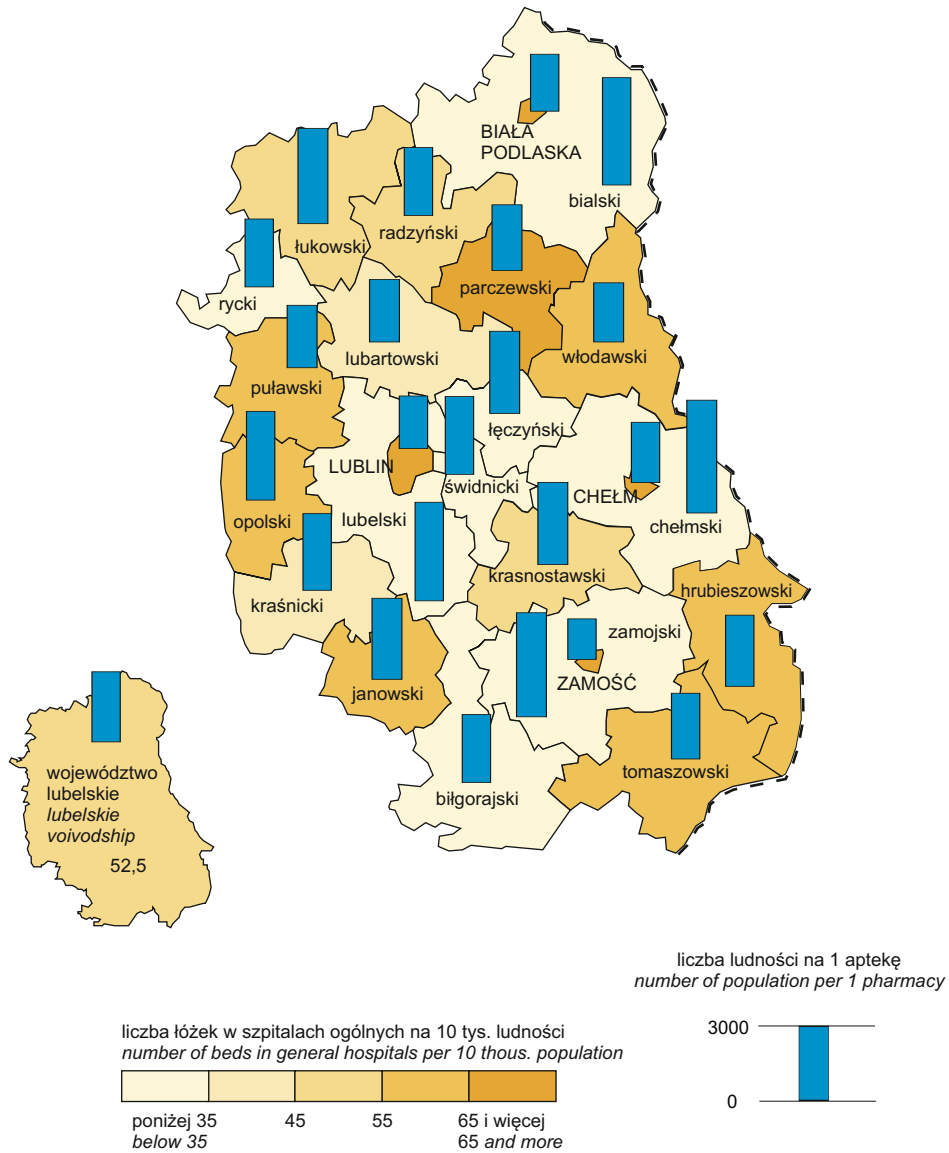 BIAŁA
PODLASKA
bialski
łukowski
radzyński
rycki
parczewski
lubartowski
włodawski
puławski
łęczyński
LUBLIN
świdnicki
CHEŁM
opolski
lubelski
chełmski
krasnostawski
hrubieszowski
kraśnicki
zamojski
janowski
ZAMOŚĆ
tomaszowski
biłgorajski
województwo
lubelskie
lubelskie
voivodship
52,5
liczba ludności na 1 aptekę
number of population per 1 pharmacy
3000
0
liczba łóżek w szpitalach ogólnych na 10 tys. ludności
number of beds in general hospitals per 10 thous. population
poniżej 35 45 55 65 i więcej
below 35 65 and more